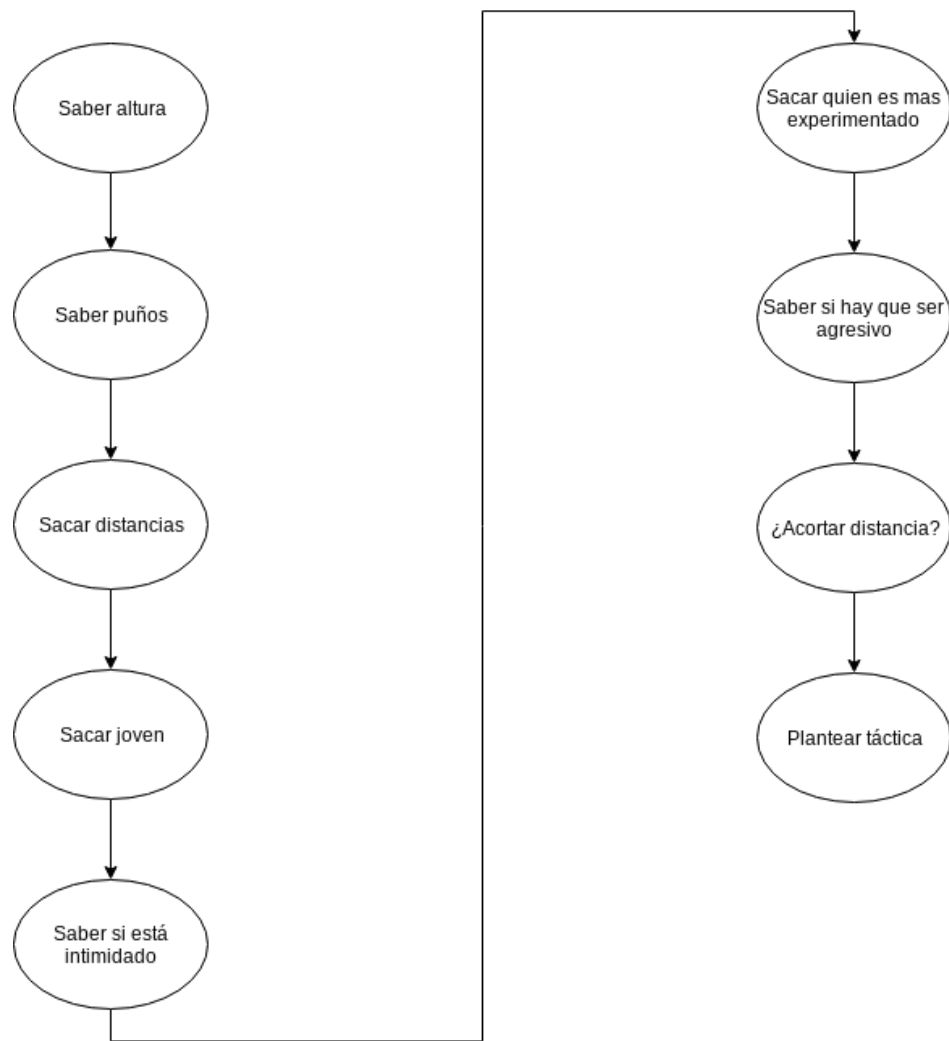 Saber altura
Saber puños
Sacar distancias
Sacar joven
Saber si está
intimidado
Sacar quien es mas
experimentado
Saber si hay que ser
agresivo
¿Acortar distancia?
Plantear táctica